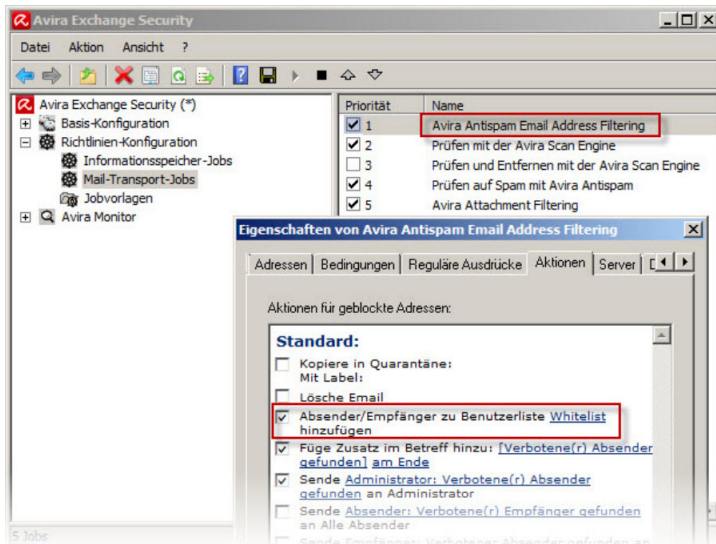 Avira Exchange Security
Datei Aktion Ansicht ?
Avira Exchange Security (*)
Basis-Konfiguration
Richtlinien-Konfiguration
Informationsspeicher-Jobs
Mail-Transport-Jobs
Jobvorlagen
Avira Monitor
Priorität Name
1 Avira Antispam Email Address Filtering
2 Prüfen mit der Avira Scan Engine
3 Prüfen und Entfernen mit der Avira Scan Engine
4 Prüfen auf Spam mit Avira Antispam
5 Avira Attachment Filtering
Eigenschaften von Avira Antispam Email Address Filtering
Adressen Bedingungen Reguläre Ausdrücke Aktionen Server
Aktionen für geblockte Adressen:
Standard:
Kopiere in Quarantäne:
Mit Label:
Lösche Email
Absender/Empfänger zu Benutzerliste Whitelist
hinzufügen
Füge Zusatz im Betreff hinzu: [Verbotene(r) Absender
gefunden] am Ende
Sende Administrator: Verbotene(r) Absender
gefunden an Administrator
Sende Absender: Verbotene(r) Empfänger gefunden
an Alle Absender
Sende Empfänger: Verbotener Absender gefunden an
5 Jobs